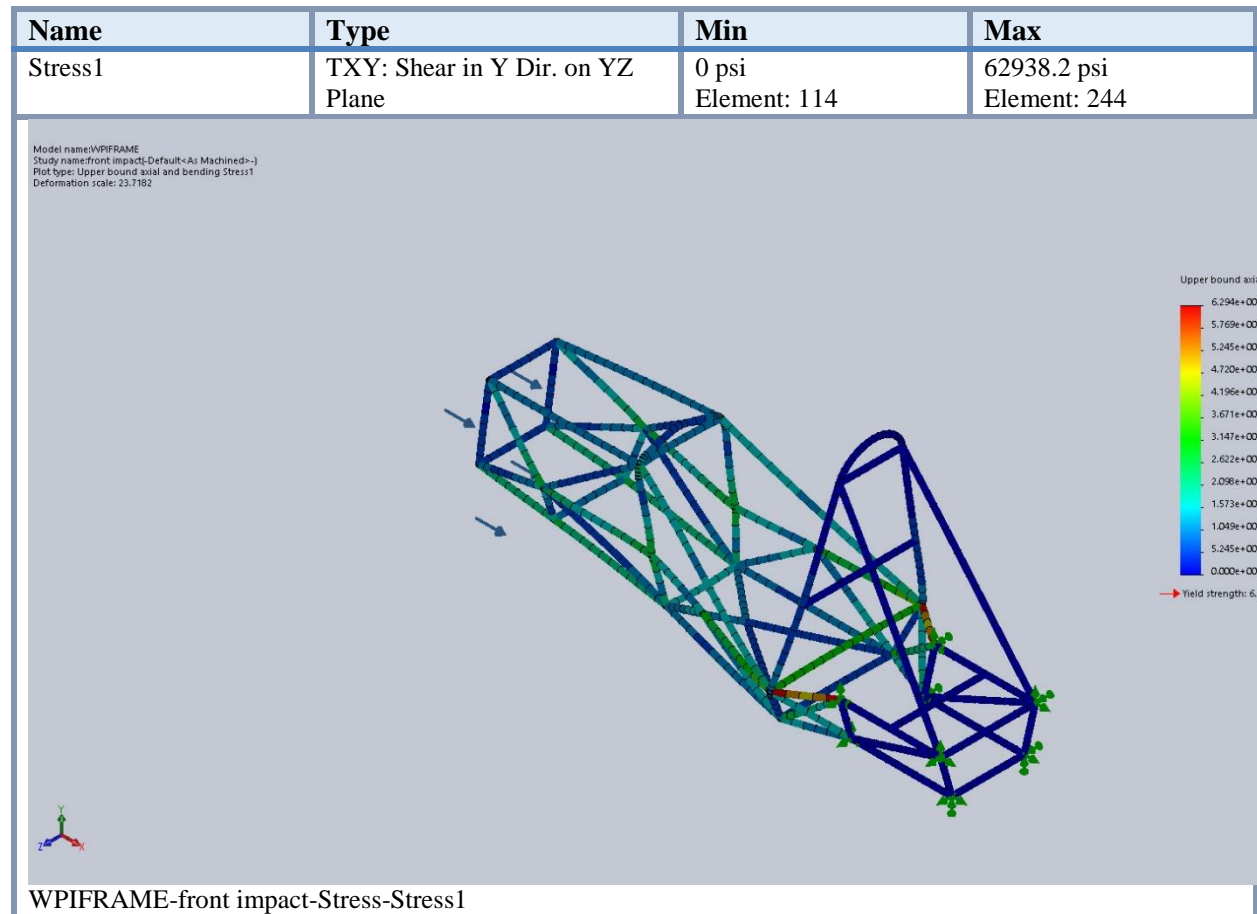 Name Type Min Max
Stress1 TXY: Shear in Y Dir. on YZ 0 psi 62938.2 psi
Plane Element: 114 Element: 244
Model name:WPIFRAME
Study name:front impact(-Default<As Machined>-)
Plot type: Upper bound axial and bending Stress1
Deformation scale: 23.7182
Upper bound axia
6.294e+00
5.769e+00
5.245e+00
4.720e+00
4.196e+00
3.671e+00
3.147e+00
2.622e+00
2.098e+00
1.573e+00
1.049e+00
5.245e+00
0.000e+00
Yield strength: 6.
Y
Z X
WPIFRAME-front impact-Stress-Stress1